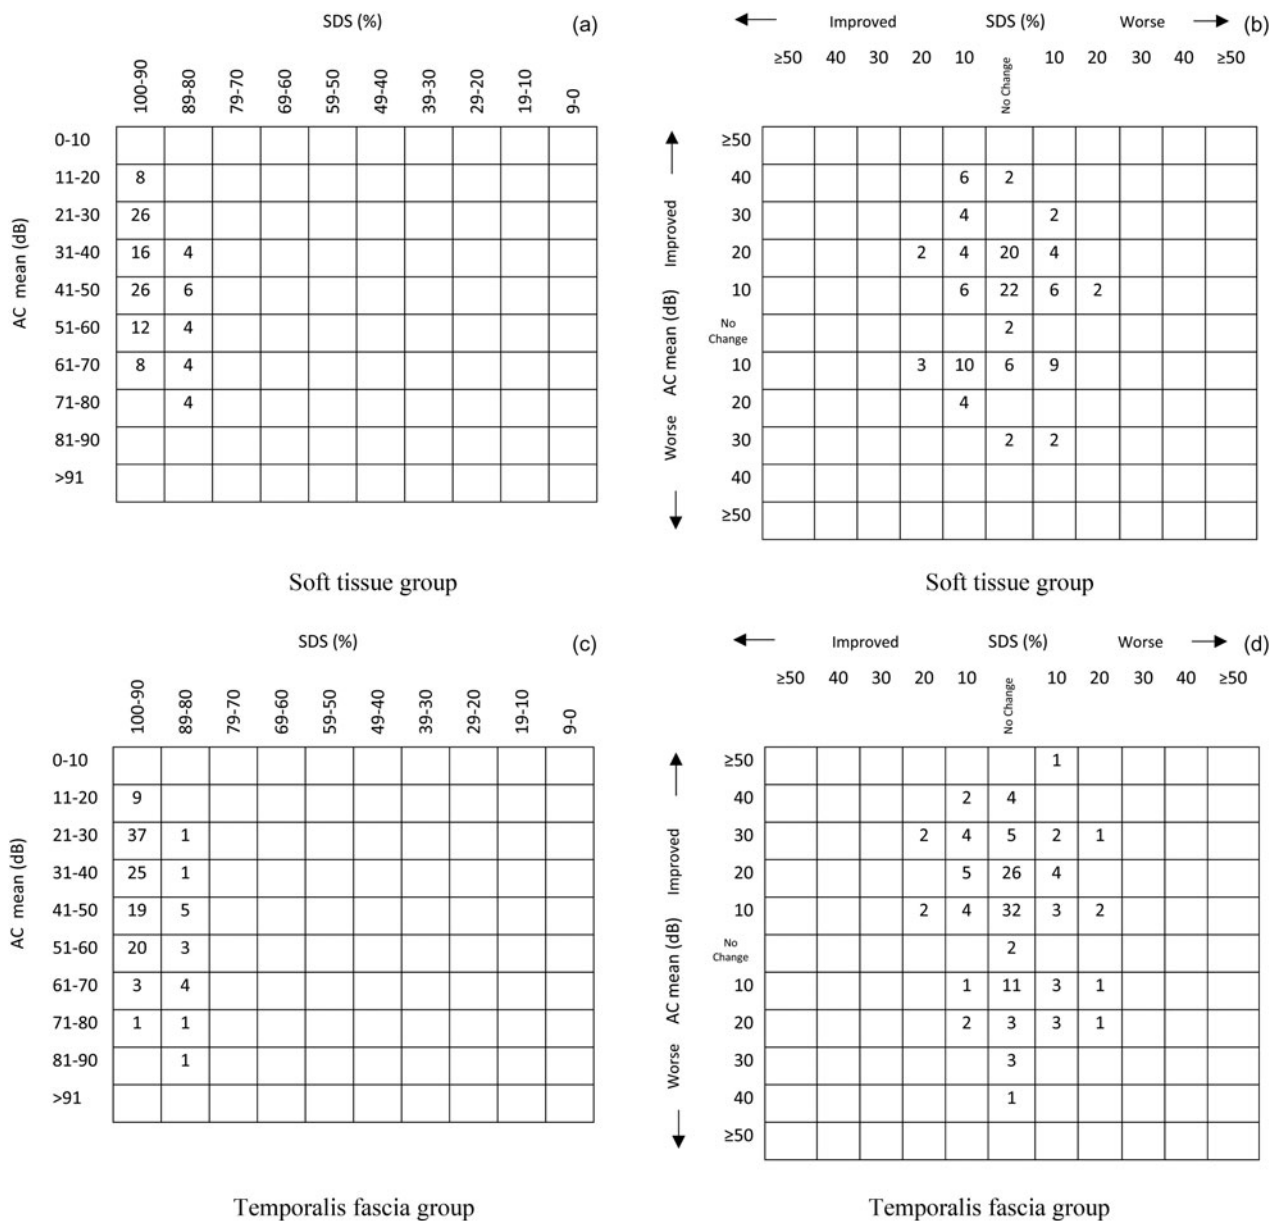 SDS (%) (a)
100-90 89-80 79-70 69-60 59-50 49-40 39-30 29-20 19-10 9-0
AC mean (dB)
0-10
11-20 8
21-30 26
31-40 16 4
41-50 26 6
51-60 12 4
61-70 8 4
71-80 4
81-90
>91
Soft tissue group
Improved SDS (%) Worse (b)
≥50 40 30 20 10 No Change 10 20 30 40 ≥50
Worse AC mean (dB) Improved
≥50
40 6 2
30 4 2
20 2 4 20 4
10 6 22 6 2
No Change 2
10 3 10 6 9
20 4
30 2 2
40
≥50
Soft tissue group
SDS (%) (c)
100-90 89-80 79-70 69-60 59-50 49-40 39-30 29-20 19-10 9-0
AC mean (dB)
0-10
11-20 9
21-30 37 1
31-40 25 1
41-50 19 5
51-60 20 3
61-70 3 4
71-80 1 1
81-90 1
>91
Temporalis fascia group
Improved SDS (%) Worse (d)
≥50 40 30 20 10 No Change 10 20 30 40 ≥50
Worse AC mean (dB) Improved
≥50 1
40 2 4
30 2 4 5 2 1
20 5 26 4
10 2 4 32 3 2
No Change 2
10 1 11 3 1
20 2 3 3 1
30 3
40 1
≥50
Temporalis fascia group